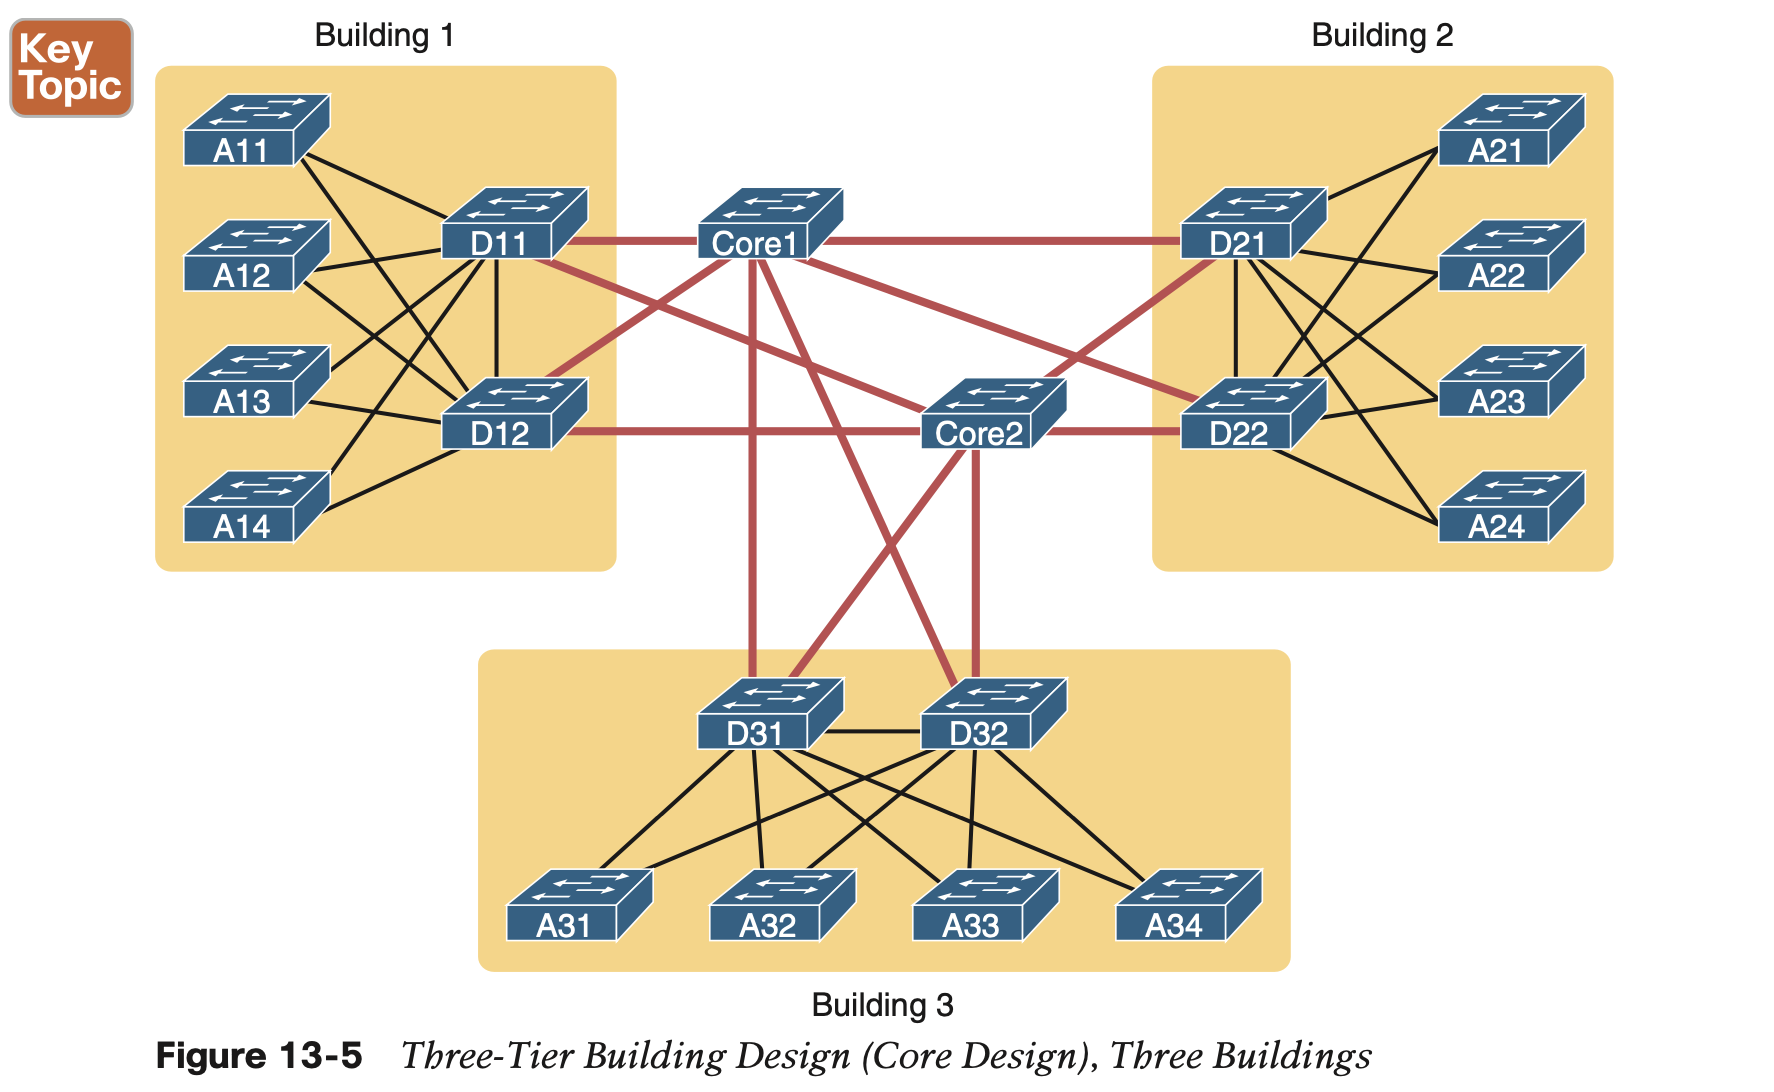 Key
Topic
Building 1
Building 2
A11
A21
D11
Core1
D21
A12
A22
A13
A23
D12
Core2
D22
A14
A24
D31
D32
A31
A32
A33
A34
Building 3
Figure 13-5 Three-Tier Building Design (Core Design), Three Buildings